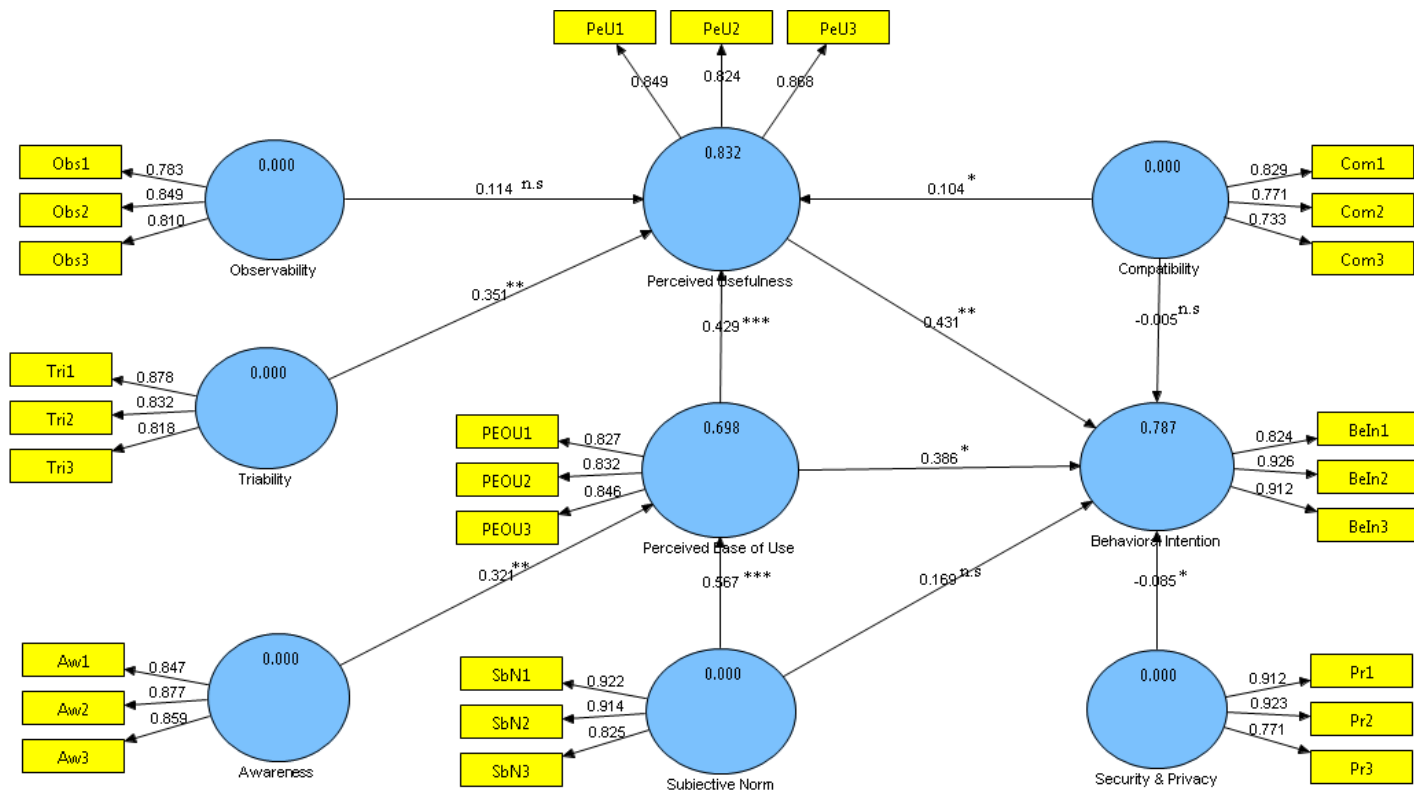 PeU1 PeU2 PeU3
0.849 0.824 0.868
Obs1 0.783
Obs2 0.849
Obs3 0.810
0.000
Observability
0.114 n.s
0.832
Perceived Usefulness
0.104 *
0.000
Compatibility
0.829 Com1
0.771 Com2
0.733 Com3
0.351 **
0.429 ***
0.431 **
-0.005 n.s
Tri1 0.878
Tri2 0.832
Tri3 0.818
0.000
Triability
PEOU1 0.827
PEOU2 0.832
PEOU3 0.846
0.698
Perceived Ease of Use
0.386 *
0.787
Behavioral Intention
0.824 BeIn1
0.926 BeIn2
0.912 BeIn3
0.321 **
0.567 ***
0.169 n.s
-0.085 *
Aw1 0.847
Aw2 0.877
Aw3 0.859
0.000
Awareness
SbN1 0.922
SbN2 0.914
SbN3 0.825
0.000
Subjective Norm
0.000
Security & Privacy
0.912 Pr1
0.923 Pr2
0.771 Pr3